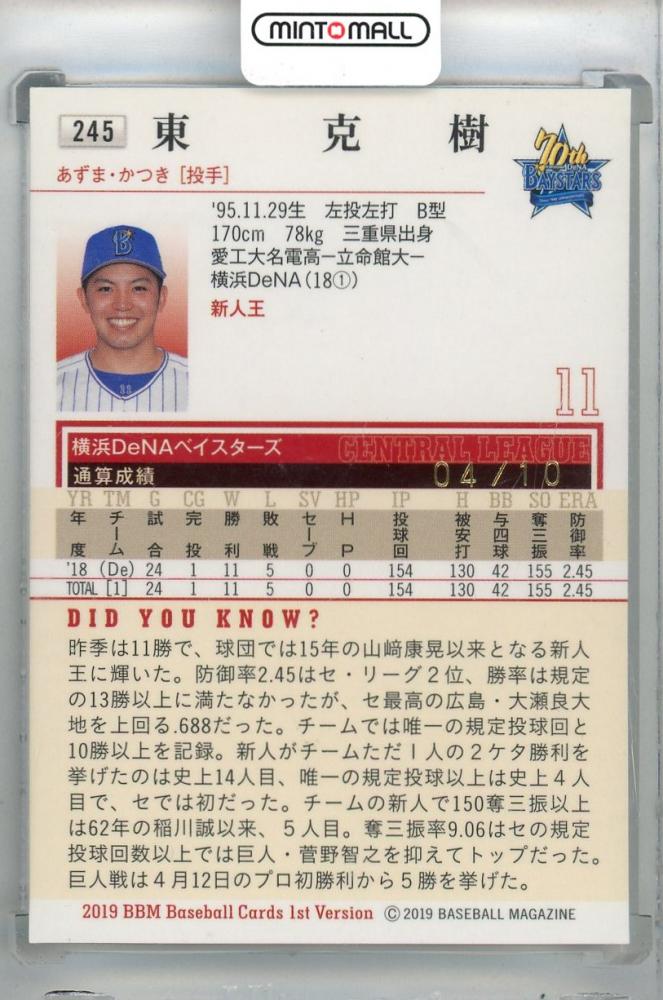 MINTOMALL
245 東 克 樹
あずま・かつき［投手］
70th
DeNA
BAYSTARS
'95.11.29生 左投左打 B型
170cm 78kg 三重県出身
愛工大名電高ー立命館大ー
横浜DeNA（18①）
新人王
11
横浜DeNAベイスターズ CENTRAL LEAGUE
通算成績 04/10
YR TM G CG W L SV HP IP H BB SO ERA
年度 チーム 試合 完投 勝利 敗戦 セーブ HP 投球回 被安打 与四球 奪三振 防御率
'18 (De) 24 1 11 5 0 0 154 130 42 155 2.45
TOTAL [1] 24 1 11 5 0 0 154 130 42 155 2.45
DID YOU KNOW?
昨季は11勝で、球団では15年の山﨑康晃以来となる新人
王に輝いた。防御率2.45はセ・リーグ２位、勝率は規定
の13勝以上に満たなかったが、セ最高の広島・大瀬良大
地を上回る.688だった。チームでは唯一の規定投球回と
10勝以上を記録。新人がチームただ１人の２ケタ勝利を
挙げたのは史上14人目、唯一の規定投球以上は史上４人
目で、セでは初だった。チームの新人で150奪三振以上
は62年の稲川誠以来、５人目。奪三振率9.06はセの規定
投球回数以上では巨人・菅野智之を抑えてトップだった。
巨人戦は４月12日のプロ初勝利から５勝を挙げた。
2019 BBM Baseball Cards 1st Version ©2019 BASEBALL MAGAZINE